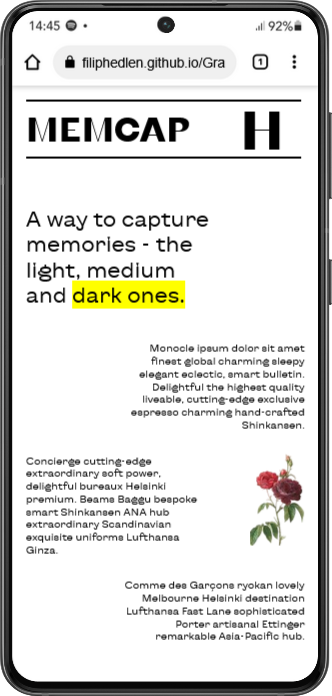 14:45
92%
filiphedlen.github.io/Gra
1
MEMCAP H
A way to capture
memories - the
light, medium
and dark ones.
Monocle ipsum dolor sit amet
finest global charming sleepy
elegant eclectic, smart bulletin.
Delightful the highest quality
liveable, cutting-edge exclusive
espresso charming hand-crafted
Shinkansen.
Concierge cutting-edge
extraordinary soft power,
delightful bureaux Helsinki
premium. Beams Baggu bespoke
smart Shinkansen ANA hub
extraordinary Scandinavian
exquisite uniforms Lufthansa
Ginza.
Comme des Garçons ryokan lovely
Melbourne Helsinki destination
Lufthansa Fast Lane sophisticated
Porter artisanal Ettinger
remarkable Asia-Pacific hub.